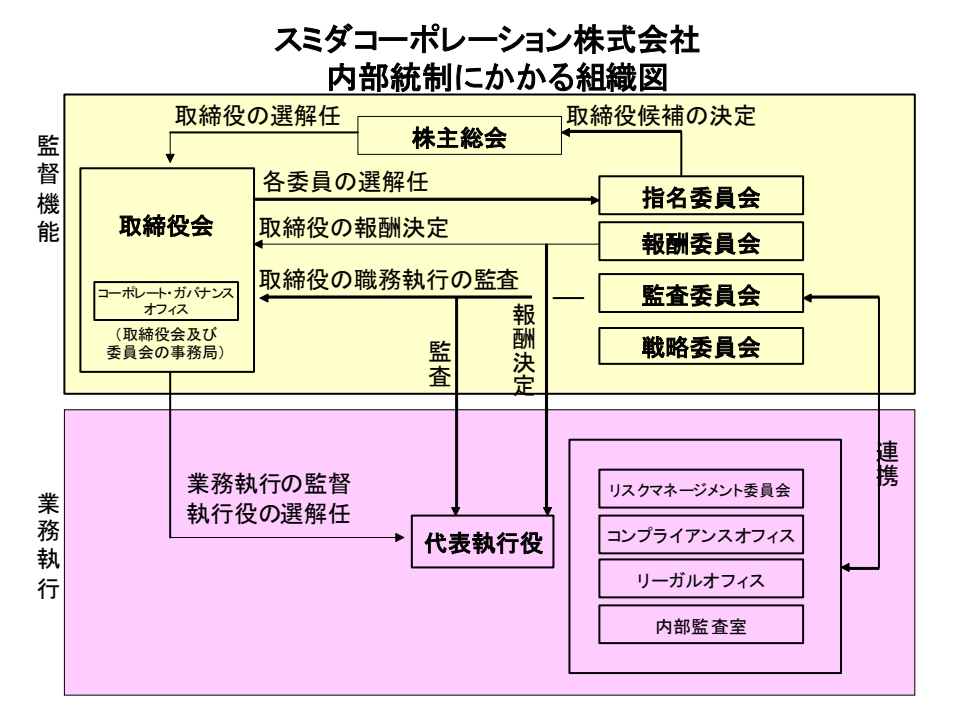 スミダコーポレーション株式会社
内部統制にかかる組織図
監督機能
取締役の選解任
株主総会
取締役候補の決定
各委員の選解任
指名委員会
取締役会
取締役の報酬決定
報酬委員会
取締役の職務執行の監査
監査委員会
コーポレート・ガバナンス
オフィス
(取締役会及び
委員会の事務局)
監査
報酬決定
戦略委員会
連携
業務執行
業務執行の監督
執行役の選解任
代表執行役
リスクマネージメント委員会
コンプライアンスオフィス
リーガルオフィス
内部監査室